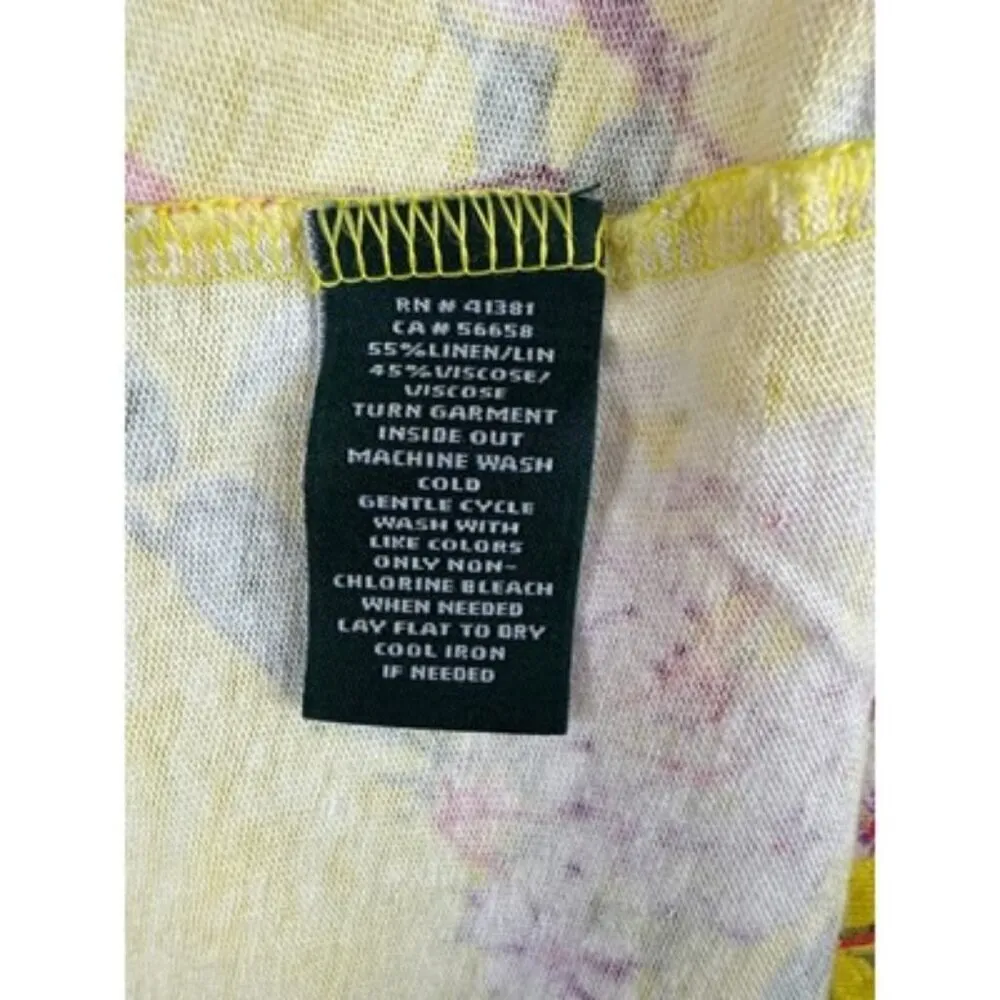 RN # 41381
CA # 56658
55%LINEN/LIN
45%VISCOSE/
VISCOSE
TURN GARMENT
INSIDE OUT
MACHINE WASH
COLD
GENTLE CYCLE
WASH WITH
LIKE COLORS
ONLY NON-
CHLORINE BLEACH
WHEN NEEDED
LAY FLAT TO DRY
COOL IRON
IF NEEDED